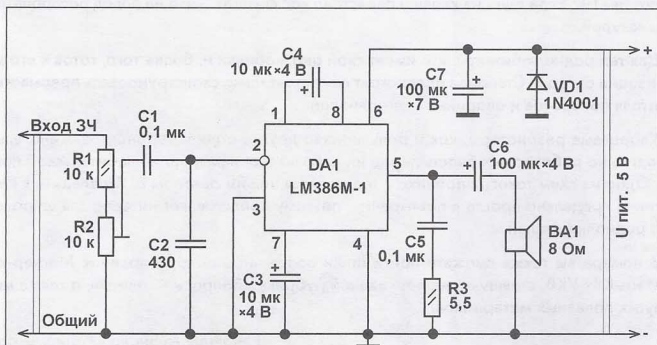 +
C4
10 мк ×4 В
C7
100 мк
×7 В
VD1
1N4001
1
8
6
+
+
Вход ЗЧ
C1
0,1 мк
R1
10 к
2
DA1
LM386M-1
5
C6
100 мк ×4 В
+
U пит. 5 В
R2
10 к
3
C2
430
7
4
C5
0,1 мк
BA1
8 Ом
C3
10 мк
×4 В
+
R3
5,5
Общий
-